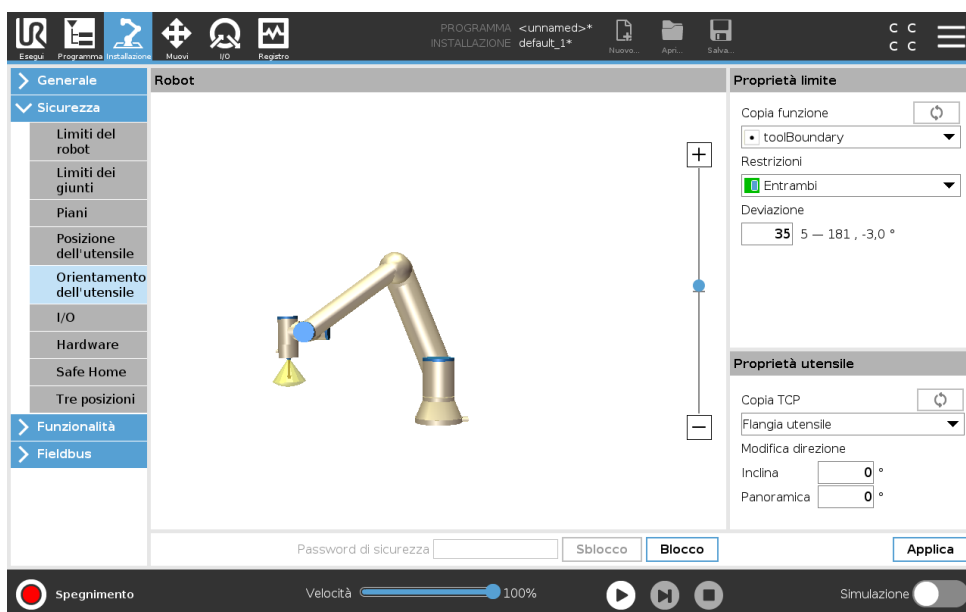 UR
PROGRAMMA <unnamed>*
INSTALLAZIONE default_1*
Esegui Programma Installazione Muovi I/O Registro
Nuovo... Apri... Salva...
C C
C C
Generale
Sicurezza
Limiti del
robot
Limiti dei
giunti
Piani
Posizione
dell'utensile
Orientamento
dell'utensile
I/O
Hardware
Safe Home
Tre posizioni
Funzionalità
Fieldbus
Robot
+
−
Proprietà limite
Copia funzione
toolBoundary
Restrizioni
Entrambi
Deviazione
35 5 — 181 , -3,0 °
Proprietà utensile
Copia TCP
Flangia utensile
Modifica direzione
Inclina 0 °
Panoramica 0 °
Password di sicurezza Sblocco Blocco Applica
Spegnimento Velocità 100% Simulazione